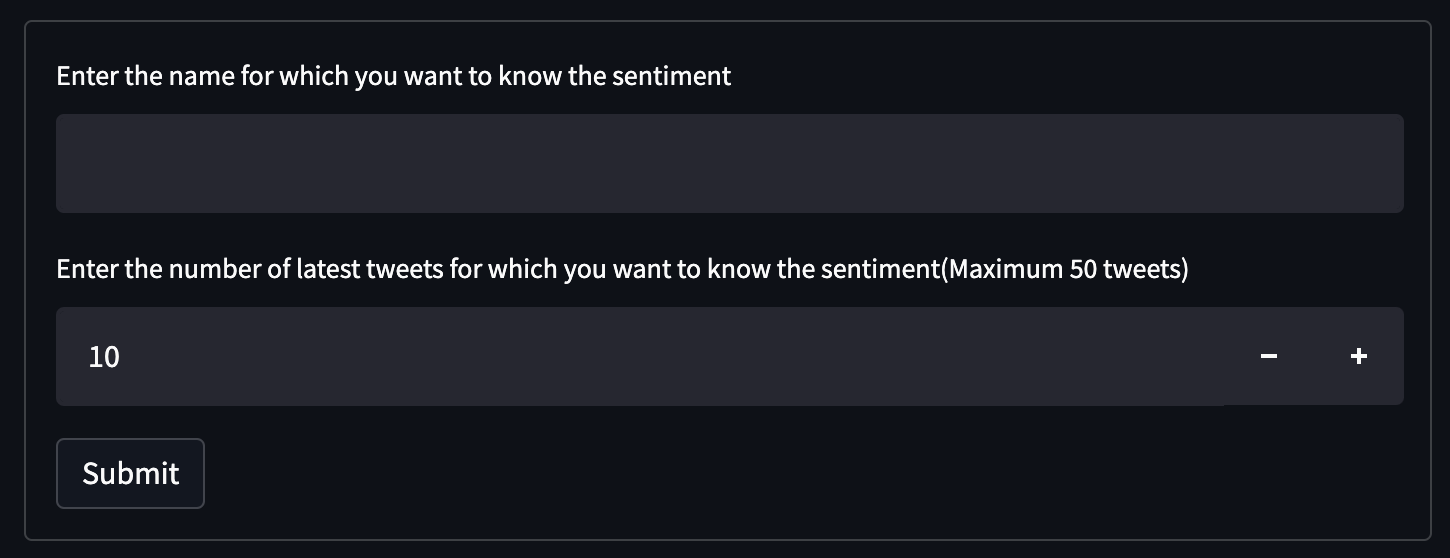 Enter the name for which you want to know the sentiment
Enter the number of latest tweets for which you want to know the sentiment(Maximum 50 tweets)
10 − +
Submit